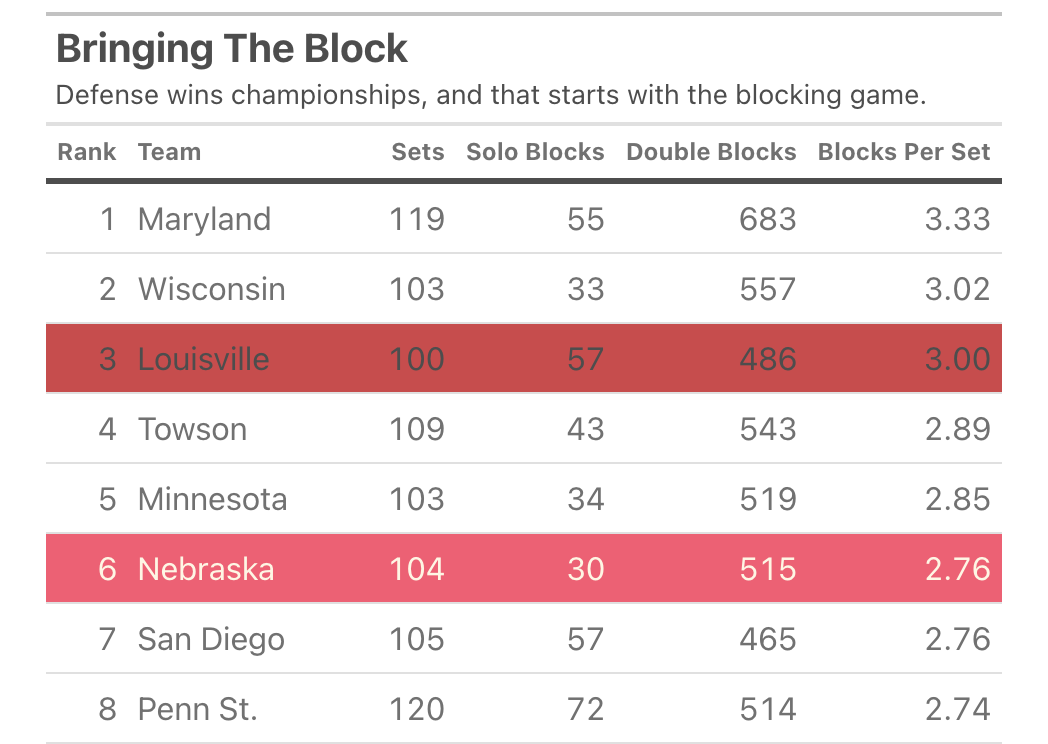 Bringing The Block
Defense wins championships, and that starts with the blocking game.
Rank Team Sets Solo Blocks Double Blocks Blocks Per Set
1 Maryland 119 55 683 3.33
2 Wisconsin 103 33 557 3.02
3 Louisville 100 57 486 3.00
4 Towson 109 43 543 2.89
5 Minnesota 103 34 519 2.85
6 Nebraska 104 30 515 2.76
7 San Diego 105 57 465 2.76
8 Penn St. 120 72 514 2.74